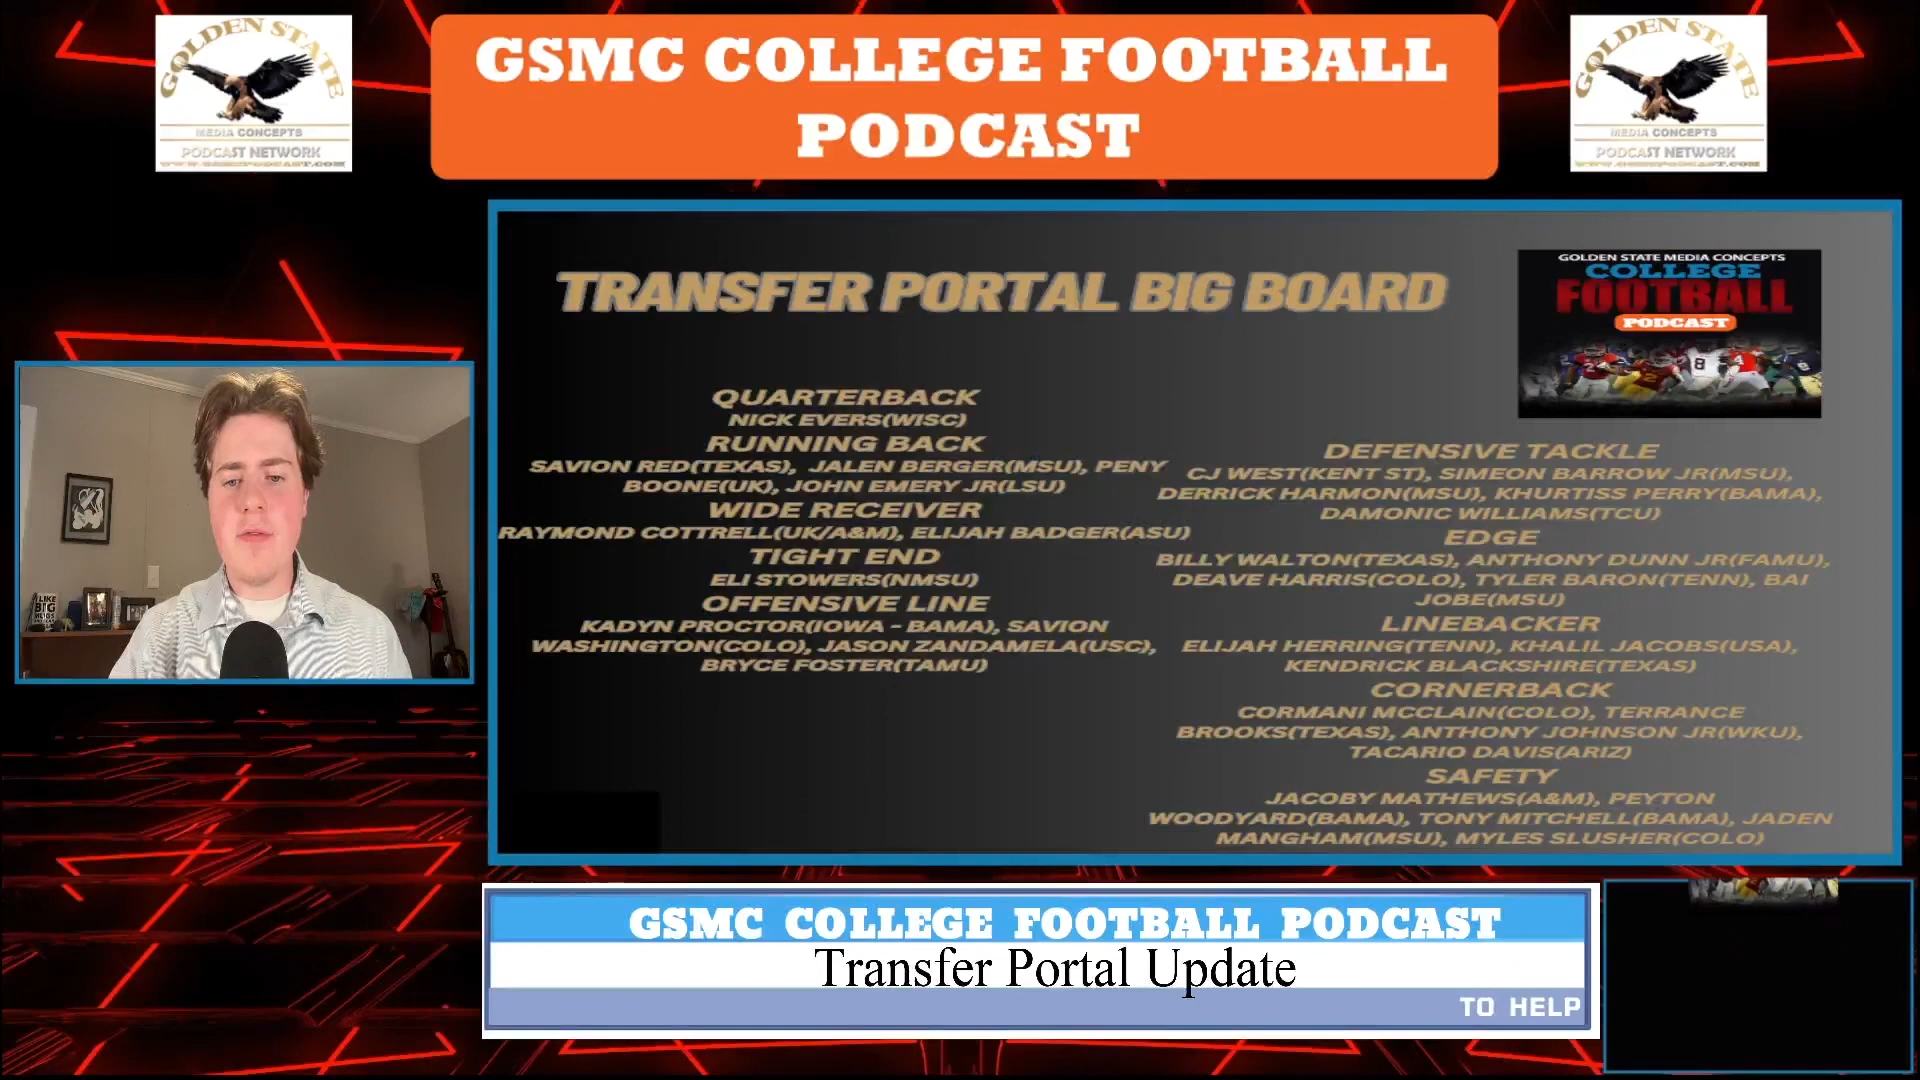 GOLDEN STATE
MEDIA CONCEPTS
PODCAST NETWORK
WWW.GSMCPODCAST.COM
GSMC COLLEGE FOOTBALL
PODCAST
GOLDEN STATE
MEDIA CONCEPTS
PODCAST NETWORK
WWW.GSMCPODCAST.COM
TRANSFER PORTAL BIG BOARD
GOLDEN STATE MEDIA CONCEPTS
COLLEGE
FOOTBALL
PODCAST
QUARTERBACK
NICK EVERS(WISC)
RUNNING BACK
SAVION RED(TEXAS), JALEN BERGER(MSU), PENY
BOONE(UK), JOHN EMERY JR(LSU)
WIDE RECEIVER
RAYMOND COTTRELL(UK/A&M), ELIJAH BADGER(ASU)
TIGHT END
ELI STOWERS(NMSU)
OFFENSIVE LINE
KADYN PROCTOR(IOWA - BAMA), SAVION
WASHINGTON(COLO), JASON ZANDAMELA(USC),
BRYCE FOSTER(TAMU)
DEFENSIVE TACKLE
CJ WEST(KENT ST), SIMEON BARROW JR(MSU),
DERRICK HARMON(MSU), KHURTISS PERRY(BAMA),
DAMONIC WILLIAMS(TCU)
EDGE
BILLY WALTON(TEXAS), ANTHONY DUNN JR(FAMU),
DEAVE HARRIS(COLO), TYLER BARON(TENN), BAI
JOBE(MSU)
LINEBACKER
ELIJAH HERRING(TENN), KHALIL JACOBS(USA),
KENDRICK BLACKSHIRE(TEXAS)
CORNERBACK
CORMANI MCCLAIN(COLO), TERRANCE
BROOKS(TEXAS), ANTHONY JOHNSON JR(WKU),
TACARIO DAVIS(ARIZ)
SAFETY
JACOBY MATHEWS(A&M), PEYTON
WOODYARD(BAMA), TONY MITCHELL(BAMA), JADEN
MANGHAM(MSU), MYLES SLUSHER(COLO)
I LIKE
BIG
GSMC COLLEGE FOOTBALL PODCAST
Transfer Portal Update
TO HELP